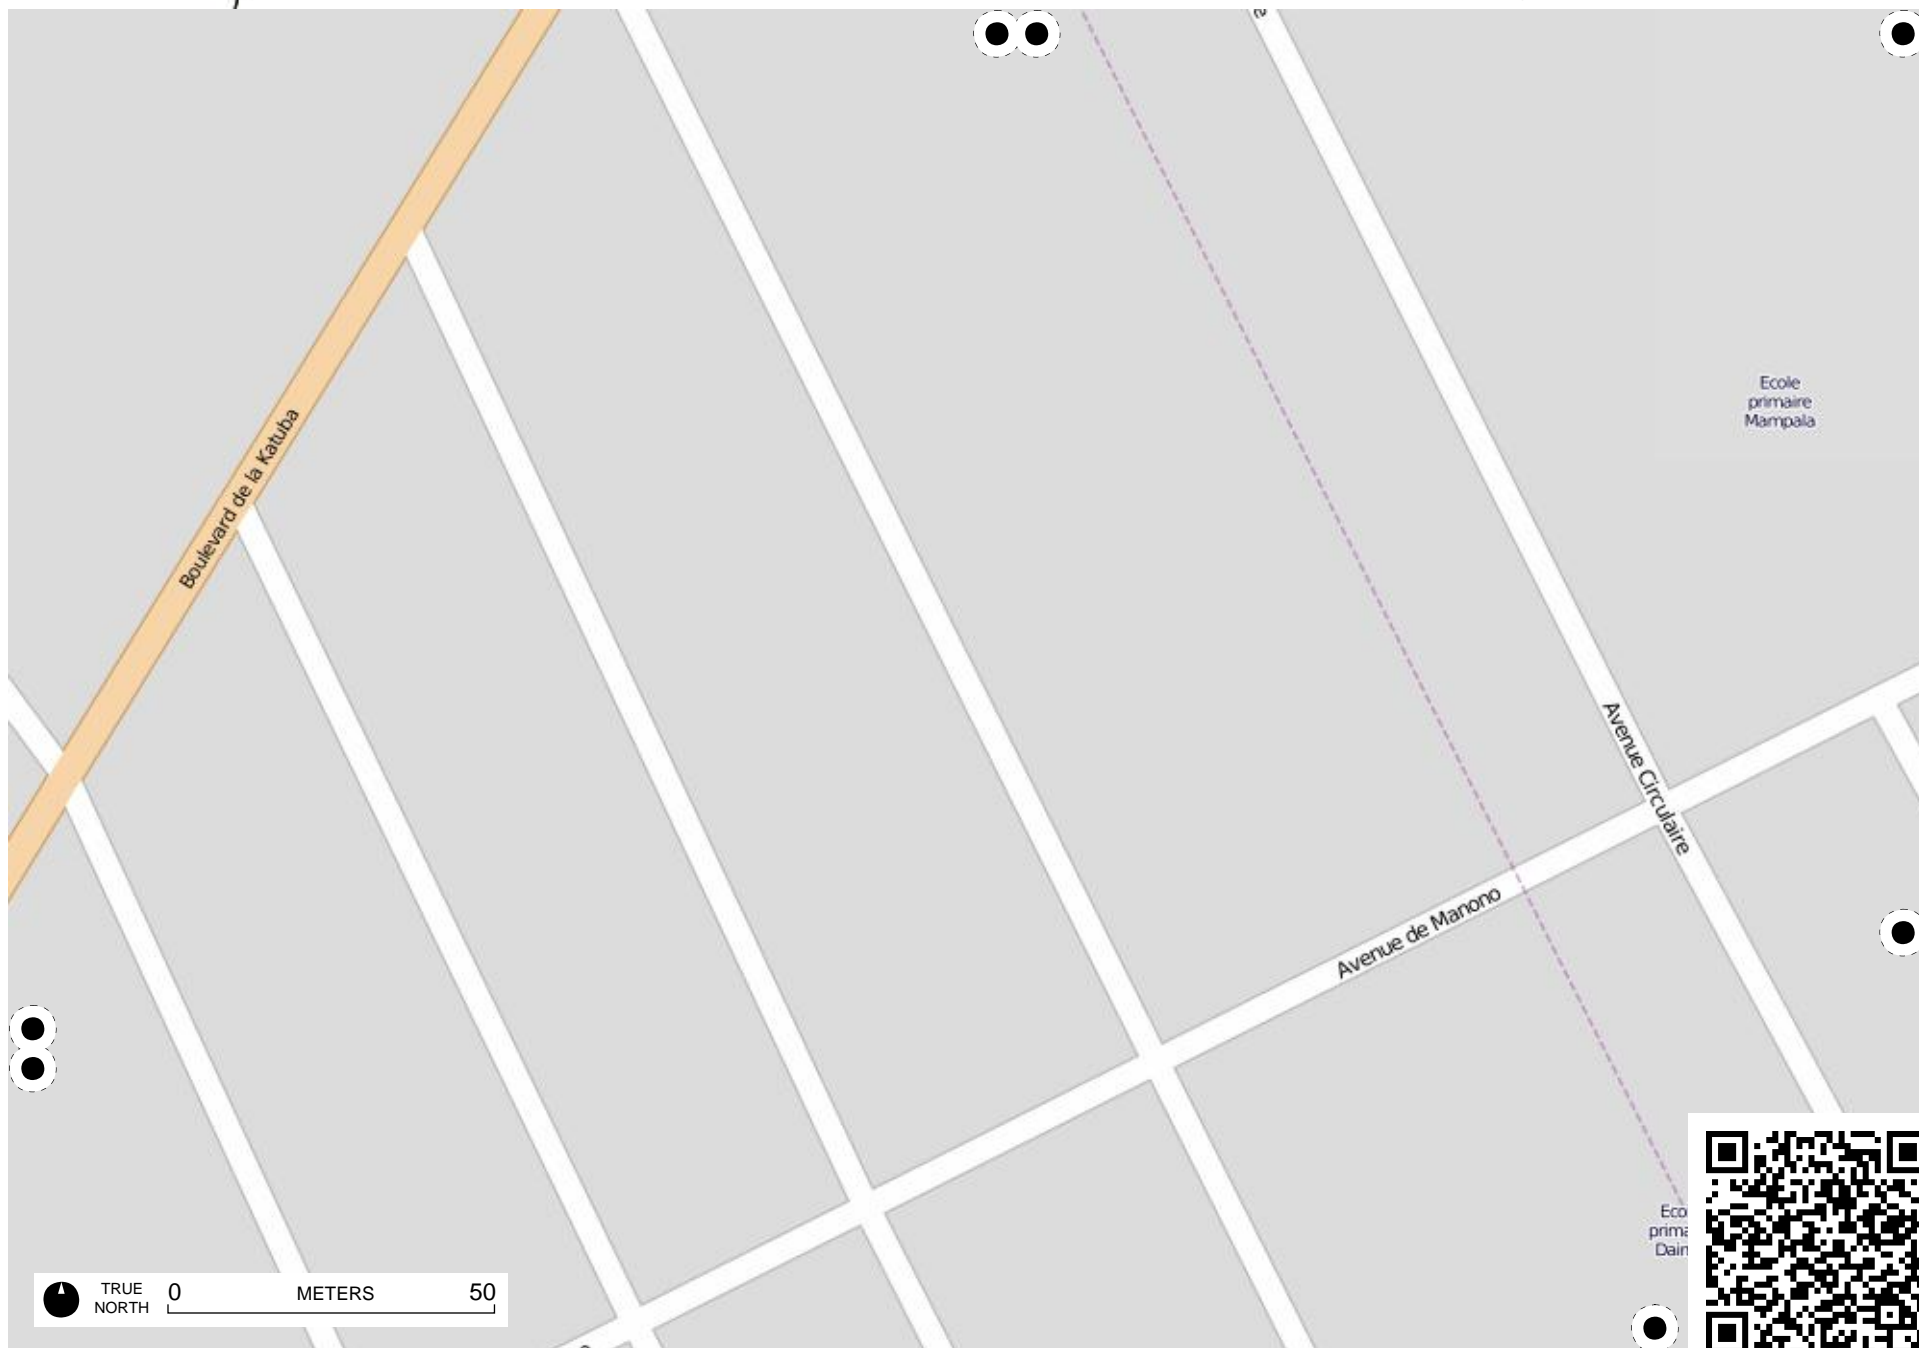 Boulevard de la Katuba
Ecole
primaire
Mampala
Avenue Circulaire
Avenue de Manono
TRUE
NORTH
0 METERS 50